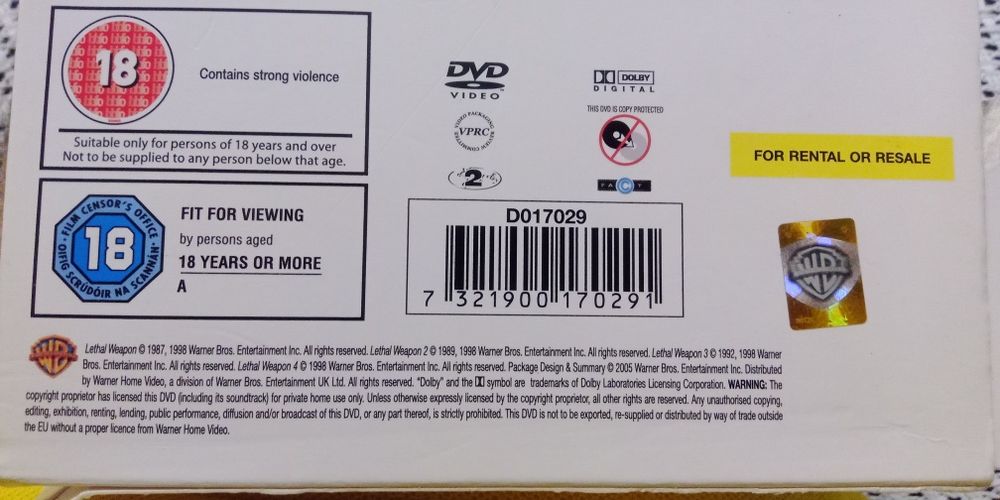 18
Contains strong violence
Suitable only for persons of 18 years and over
Not to be supplied to any person below that age.
FILM CENSOR'S OFFICE
18
OIFIG SCRÚDÓIR NA SCANNÁN
FIT FOR VIEWING
by persons aged
18 YEARS OR MORE
A
DVD
VIDEO
VIDEO PACKAGING REVIEW COMMITTEE
VPRC
2
DOLBY
DIGITAL
THIS DVD IS COPY PROTECTED
FACT
D017029
7 321900 170291
FOR RENTAL OR RESALE
WB
Lethal Weapon © 1987, 1998 Warner Bros. Entertainment Inc. All rights reserved. Lethal Weapon 2 © 1989, 1998 Warner Bros. Entertainment Inc. All rights reserved. Lethal Weapon 3 © 1992, 1998 Warner
Bros. Entertainment Inc. All rights reserved. Lethal Weapon 4 © 1998 Warner Bros. Entertainment Inc. All rights reserved. Package Design & Summary © 2005 Warner Bros. Entertainment Inc. Distributed
by Warner Home Video, a division of Warner Bros. Entertainment UK Ltd. All rights reserved. "Dolby" and the symbol are trademarks of Dolby Laboratories Licensing Corporation. WARNING: The
copyright proprietor has licensed this DVD (including its soundtrack) for private home use only. Unless otherwise expressly licensed by the copyright proprietor, all other rights are reserved. Any unauthorised copying,
editing, exhibition, renting, lending, public performance, diffusion and/or broadcast of this DVD, or any part thereof, is strictly prohibited. This DVD is not to be exported, re-supplied or distributed by way of trade outside
the EU without a proper licence from Warner Home Video.